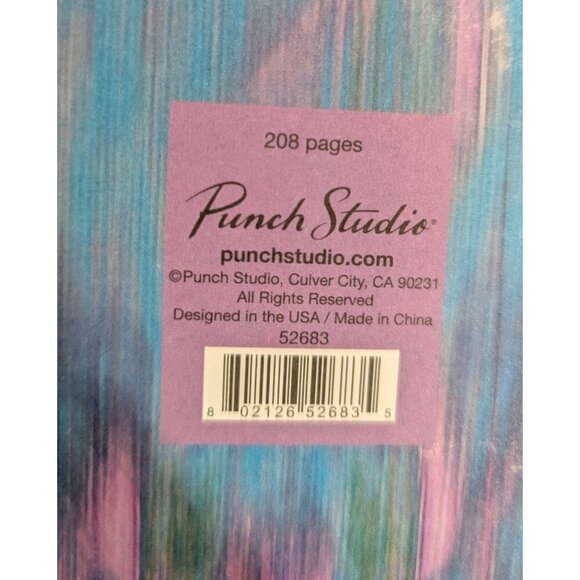 208 pages
Punch Studio®
punchstudio.com
©Punch Studio, Culver City, CA 90231
All Rights Reserved
Designed in the USA / Made in China
52683
8 02126 52683 5